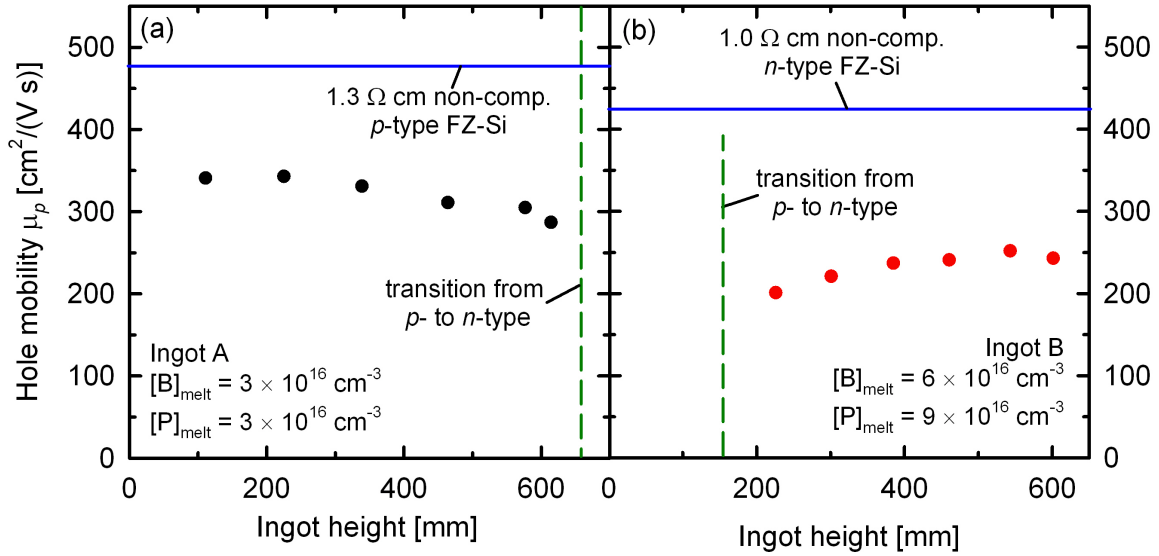 (a)
1.3 Ω cm non-comp.
p-type FZ-Si
transition from
p- to n-type
Ingot A
[B]melt = 3 × 10^16 cm^-3
[P]melt = 3 × 10^16 cm^-3
Hole mobility μp [cm^2/(V s)]
500
400
300
200
100
0
0
200
400
600
Ingot height [mm]
(b)
1.0 Ω cm non-comp.
n-type FZ-Si
transition from
p- to n-type
Ingot B
[B]melt = 6 × 10^16 cm^-3
[P]melt = 9 × 10^16 cm^-3
500
400
300
200
100
0
0
200
400
600
Ingot height [mm]